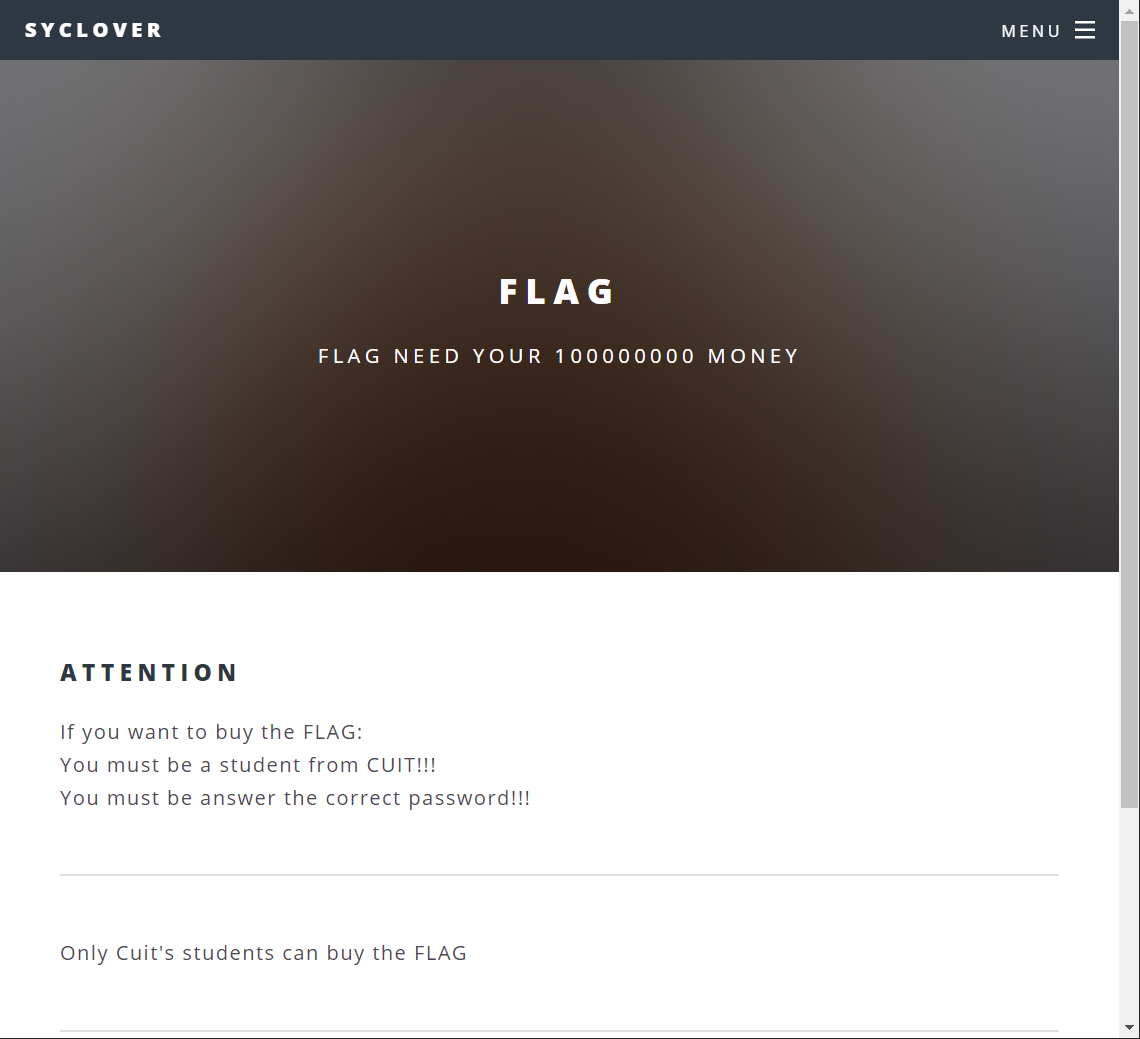 SYCLOVER
MENU
FLAG
FLAG NEED YOUR 100000000 MONEY
ATTENTION
If you want to buy the FLAG:
You must be a student from CUIT!!!
You must be answer the correct password!!!
Only Cuit's students can buy the FLAG